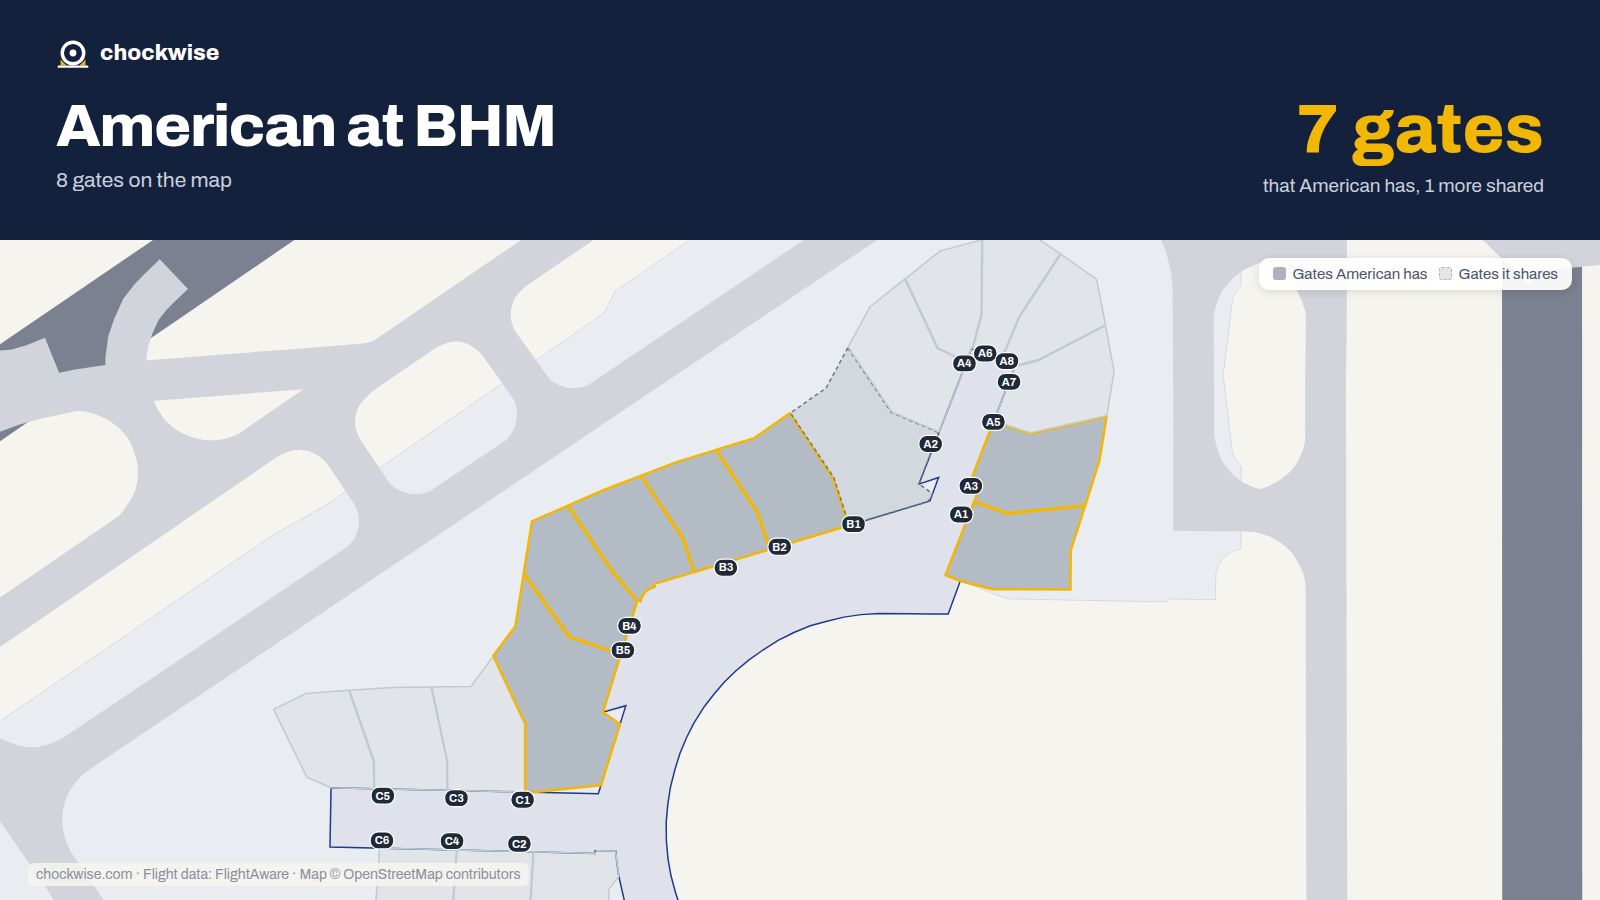 chockwise
American at BHM
8 gates on the map
7 gates
that American has, 1 more shared
Gates American has
Gates it shares
A6
A4
A8
A7
A5
A2
A3
A1
B1
B2
B3
B4
B5
C5
C3
C1
C6
C4
C2
chockwise.com · Flight data: FlightAware · Map © OpenStreetMap contributors